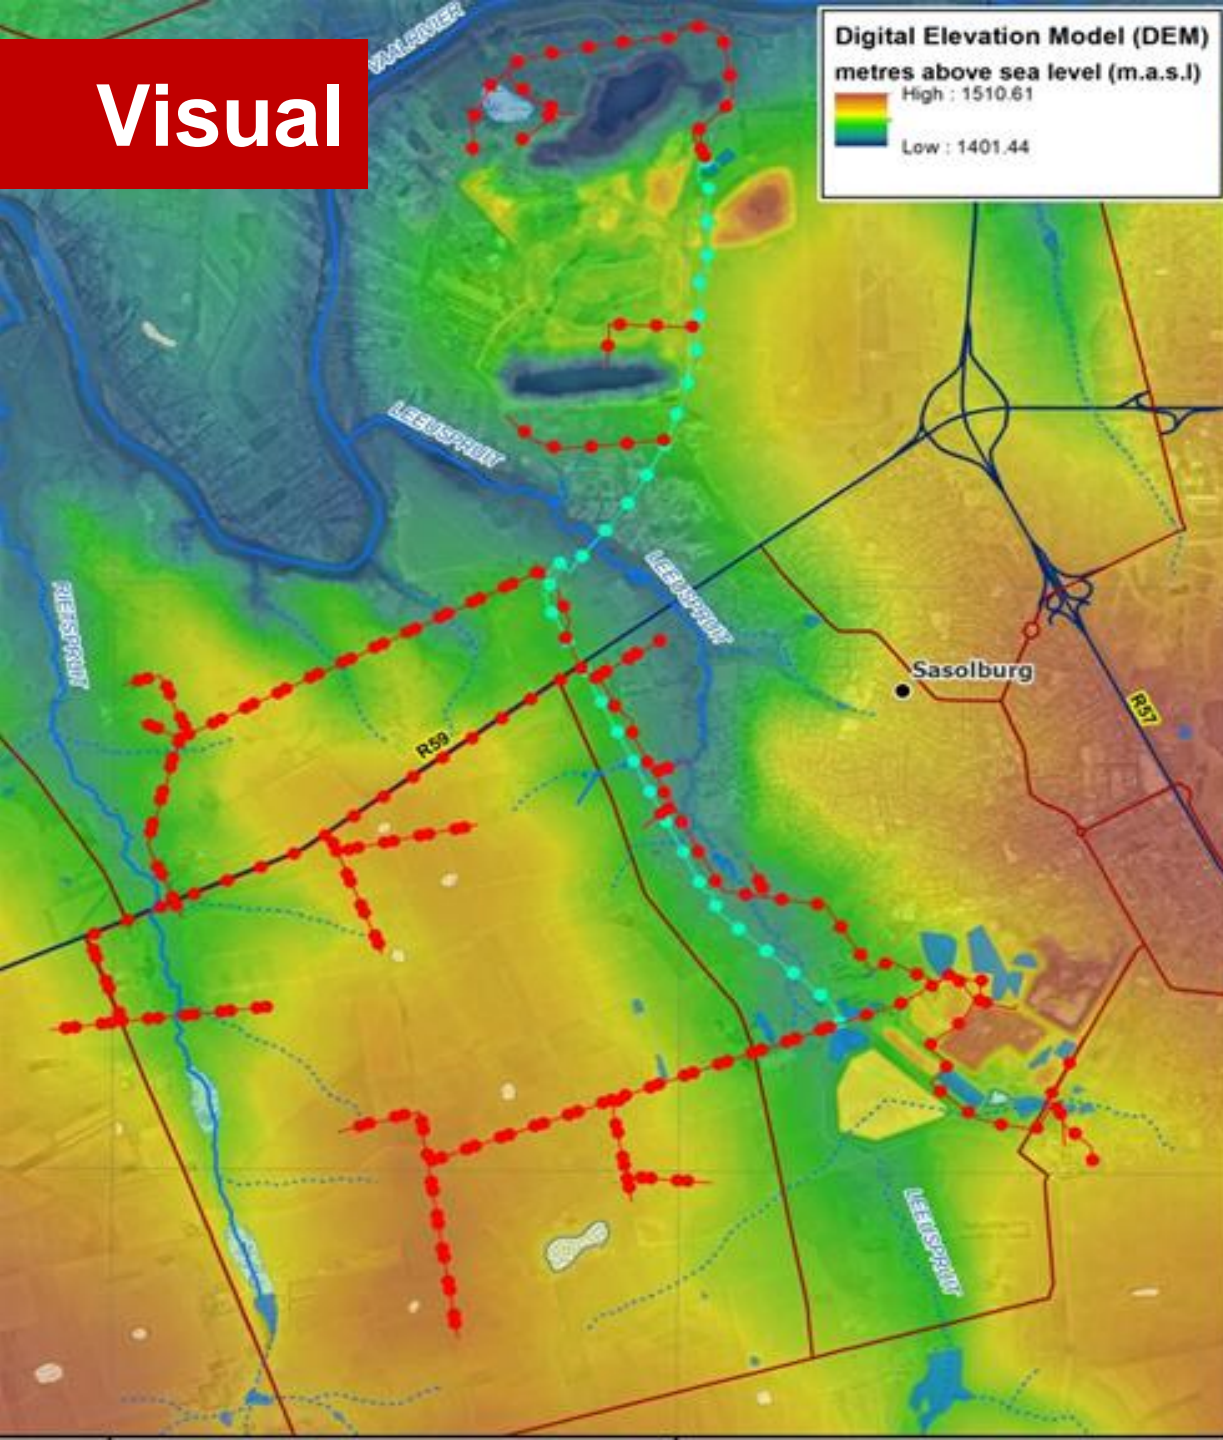 Visual
VAALRIVIER
Digital Elevation Model (DEM)
metres above sea level (m.a.s.l)
High : 1510.61
Low : 1401.44
LEEUSPRUIT
LEEUSPRUIT
RIETSPRUIT
Sasolburg
R57
R59
LEEUSPRUIT